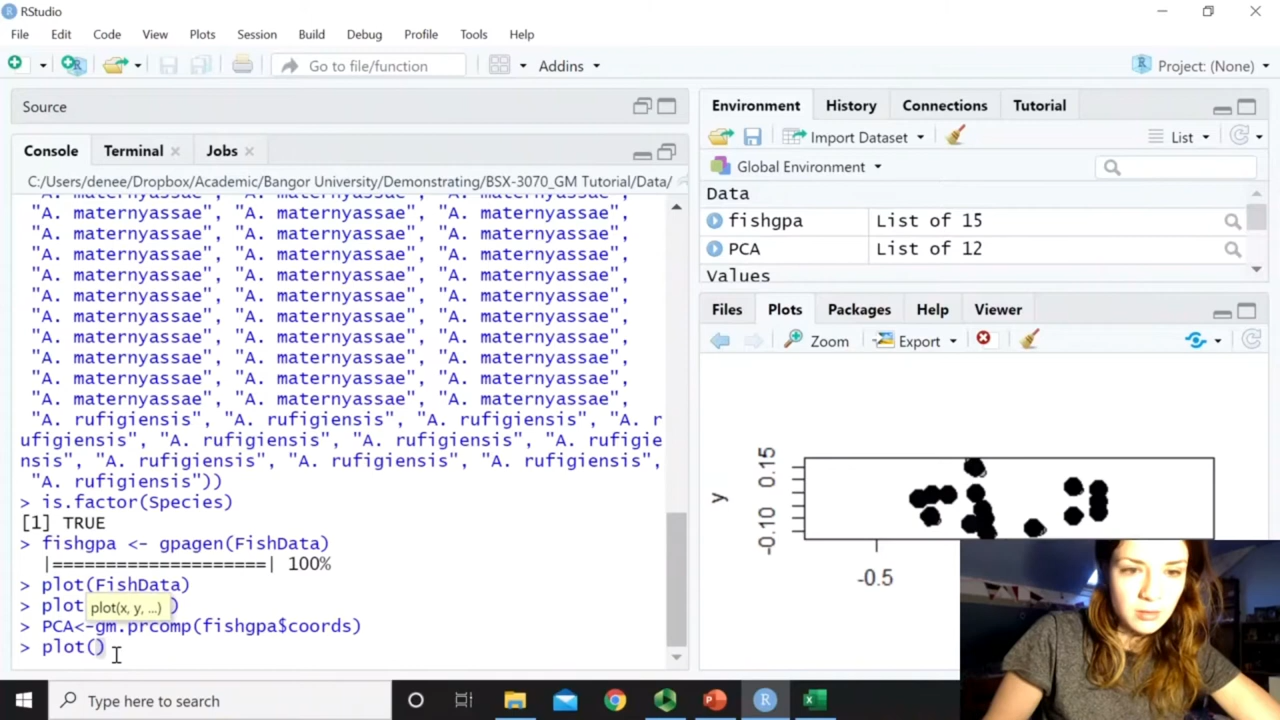 RStudio
File Edit Code View Plots Session Build Debug Profile Tools Help
Go to file/function Addins Project: (None)
Source
Console Terminal Jobs
C:/Users/denee/Dropbox/Academic/Bangor University/Demonstrating/BSX-3070_GM Tutorial/Data/
"A. maternyassae", "A. maternyassae", "A. maternyassae",
"A. maternyassae", "A. maternyassae", "A. maternyassae",
"A. maternyassae", "A. maternyassae", "A. maternyassae",
"A. maternyassae", "A. maternyassae", "A. maternyassae",
"A. maternyassae", "A. maternyassae", "A. maternyassae",
"A. maternyassae", "A. maternyassae", "A. maternyassae",
"A. maternyassae", "A. maternyassae", "A. maternyassae",
"A. maternyassae", "A. maternyassae", "A. maternyassae",
"A. maternyassae", "A. maternyassae", "A. maternyassae",
"A. maternyassae", "A. maternyassae", "A. maternyassae",
"A. maternyassae", "A. maternyassae", "A. maternyassae",
"A. rufigiensis", "A. rufigiensis", "A. rufigiensis", "A. r
ufigiensis", "A. rufigiensis", "A. rufigiensis", "A. rufigie
nsis", "A. rufigiensis", "A. rufigiensis", "A. rufigiensis",
"A. rufigiensis"))
> is.factor(Species)
[1] TRUE
> fishgpa <- gpagen(FishData)
|====================| 100%
> plot(FishData)
> plot )
plot(x, y, ...)
> PCA<-gm.prcomp(fishgpa$coords)
> plot()
Environment History Connections Tutorial
Import Dataset List
Global Environment
Data
fishgpa List of 15
PCA List of 12
Values
Files Plots Packages Help Viewer
Zoom Export
y
-0.10 0.15
-0.5
Type here to search